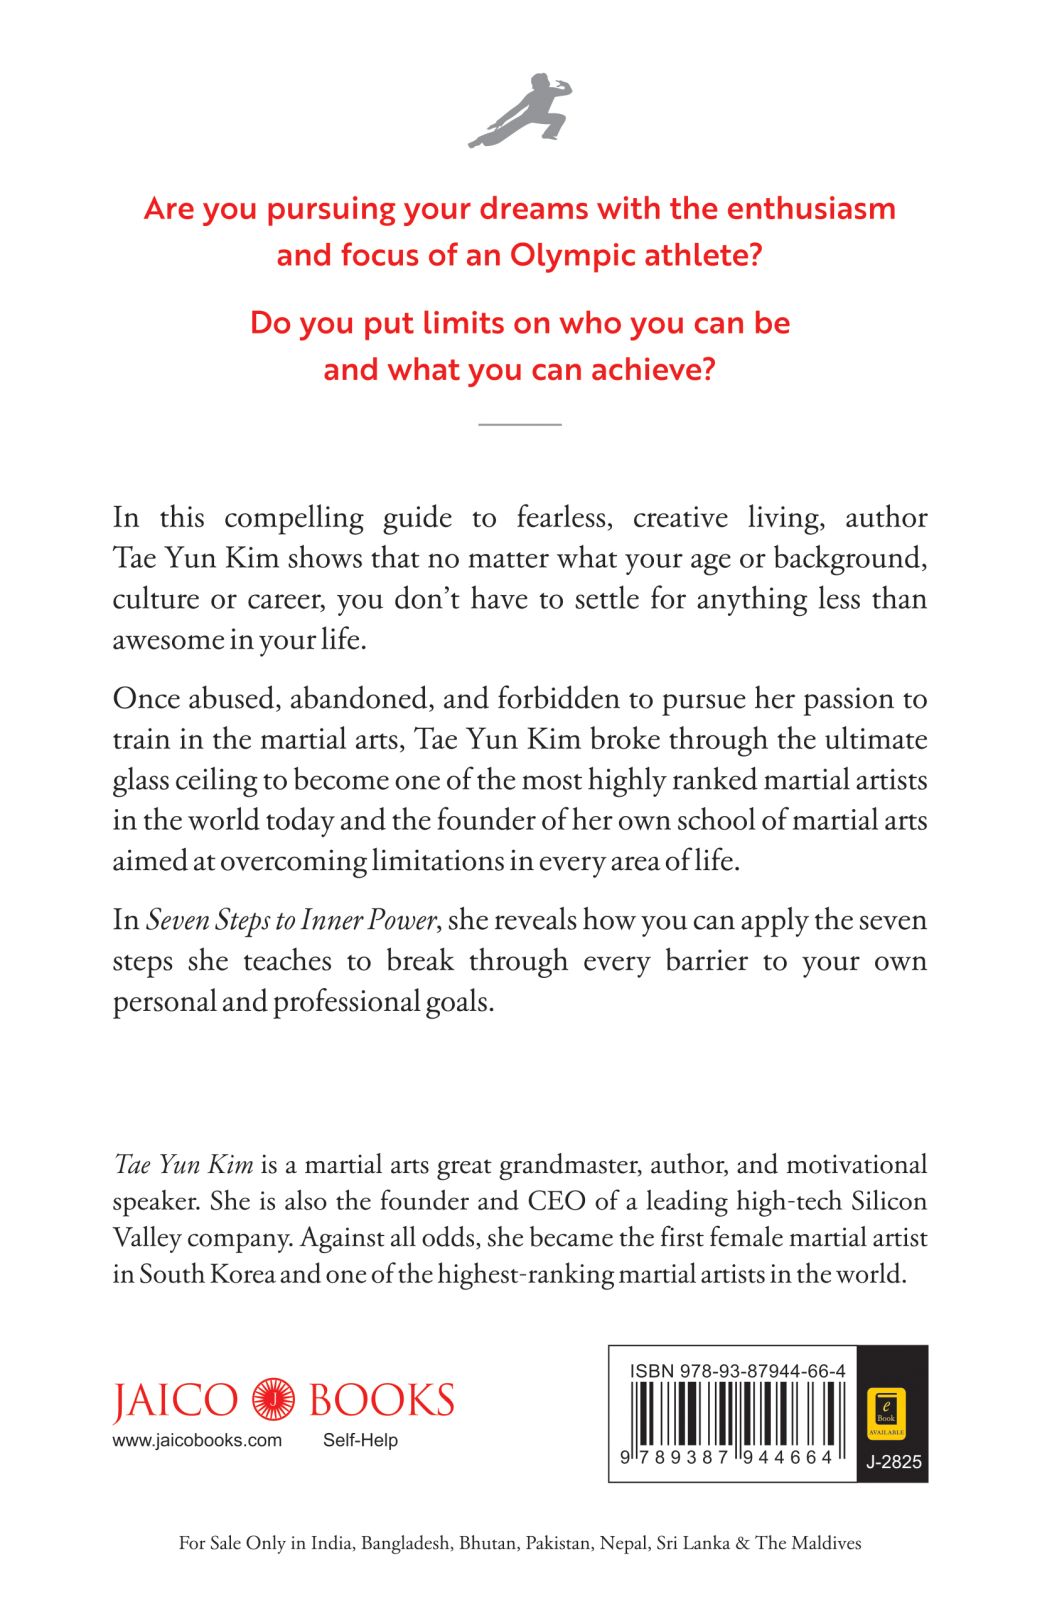 Are you pursuing your dreams with the enthusiasm
and focus of an Olympic athlete?
Do you put limits on who you can be
and what you can achieve?
In this compelling guide to fearless, creative living, author
Tae Yun Kim shows that no matter what your age or background,
culture or career, you don’t have to settle for anything less than
awesome in your life.
Once abused, abandoned, and forbidden to pursue her passion to
train in the martial arts, Tae Yun Kim broke through the ultimate
glass ceiling to become one of the most highly ranked martial artists
in the world today and the founder of her own school of martial arts
aimed at overcoming limitations in every area of life.
In Seven Steps to Inner Power, she reveals how you can apply the seven
steps she teaches to break through every barrier to your own
personal and professional goals.
Tae Yun Kim is a martial arts great grandmaster, author, and motivational
speaker. She is also the founder and CEO of a leading high-tech Silicon
Valley company. Against all odds, she became the first female martial artist
in South Korea and one of the highest-ranking martial artists in the world.
JAICO J BOOKS
www.jaicobooks.com Self-Help
ISBN 978-93-87944-66-4
9 789387 944664
e
Book
AVAILABLE
J-2825
For Sale Only in India, Bangladesh, Bhutan, Pakistan, Nepal, Sri Lanka & The Maldives